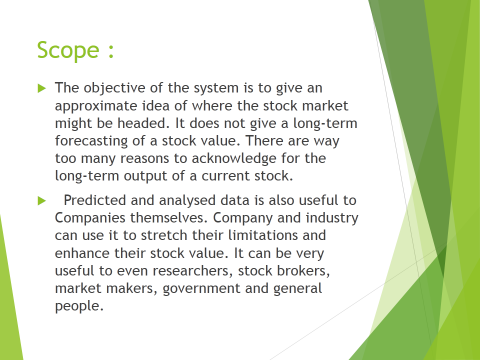 Scope :
The objective of the system is to give an
approximate idea of where the stock market
might be headed. It does not give a long-term
forecasting of a stock value. There are way
too many reasons to acknowledge for the
long-term output of a current stock.
Predicted and analysed data is also useful to
Companies themselves. Company and industry
can use it to stretch their limitations and
enhance their stock value. It can be very
useful to even researchers, stock brokers,
market makers, government and general
people.